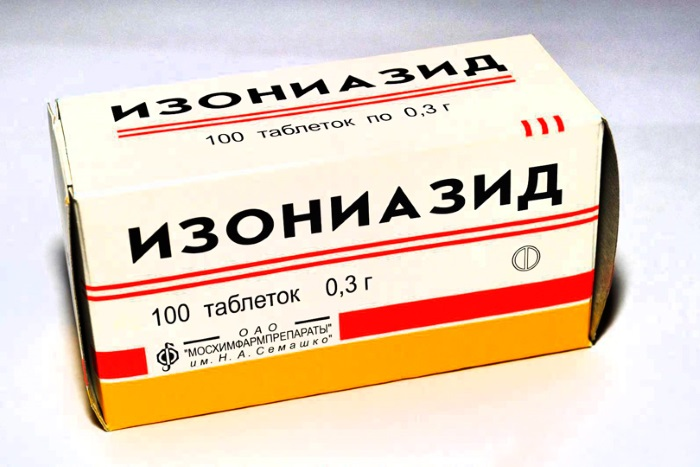 ИЗОНИАЗИД
100 таблеток по 0,3 г
ИЗОНИАЗИД
100 таблеток 0,3 г
ОАО
"МОСХИМФАРМПРЕПАРАТЫ"
им. Н. А. Семашко"